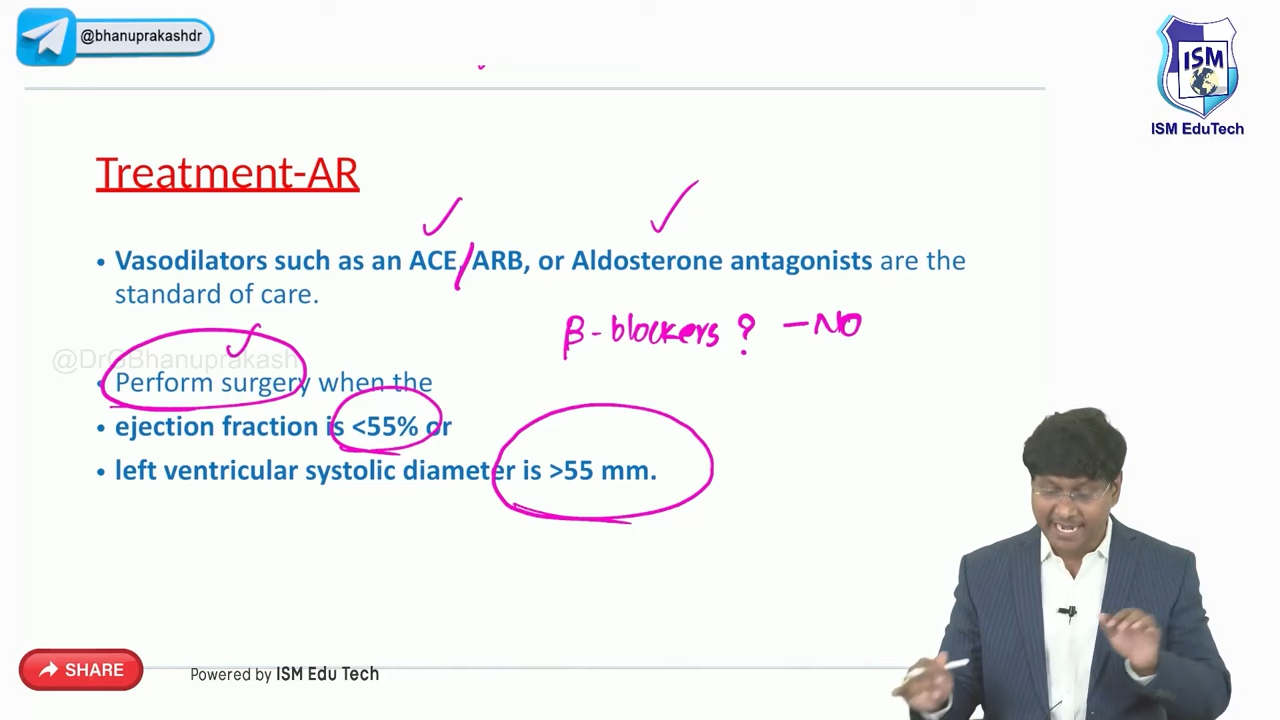 @bhanuprakashdr
ISM
ISM EduTech
Treatment-AR
• Vasodilators such as an ACE/ARB, or Aldosterone antagonists are the
standard of care.
β-blockers ? – NO
@DrGBhanuprakash
• Perform surgery when the
• ejection fraction is <55% or
• left ventricular systolic diameter is >55 mm.
SHARE
Powered by ISM Edu Tech